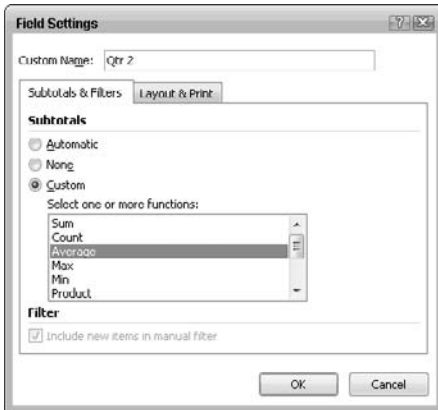 Field Settings
Custom Name: Qtr 2
Subtotals & Filters Layout & Print
Subtotals
Automatic
None
Custom
Select one or more functions:
Sum
Count
Average
Max
Min
Product
Filter
Include new items in manual filter
OK Cancel